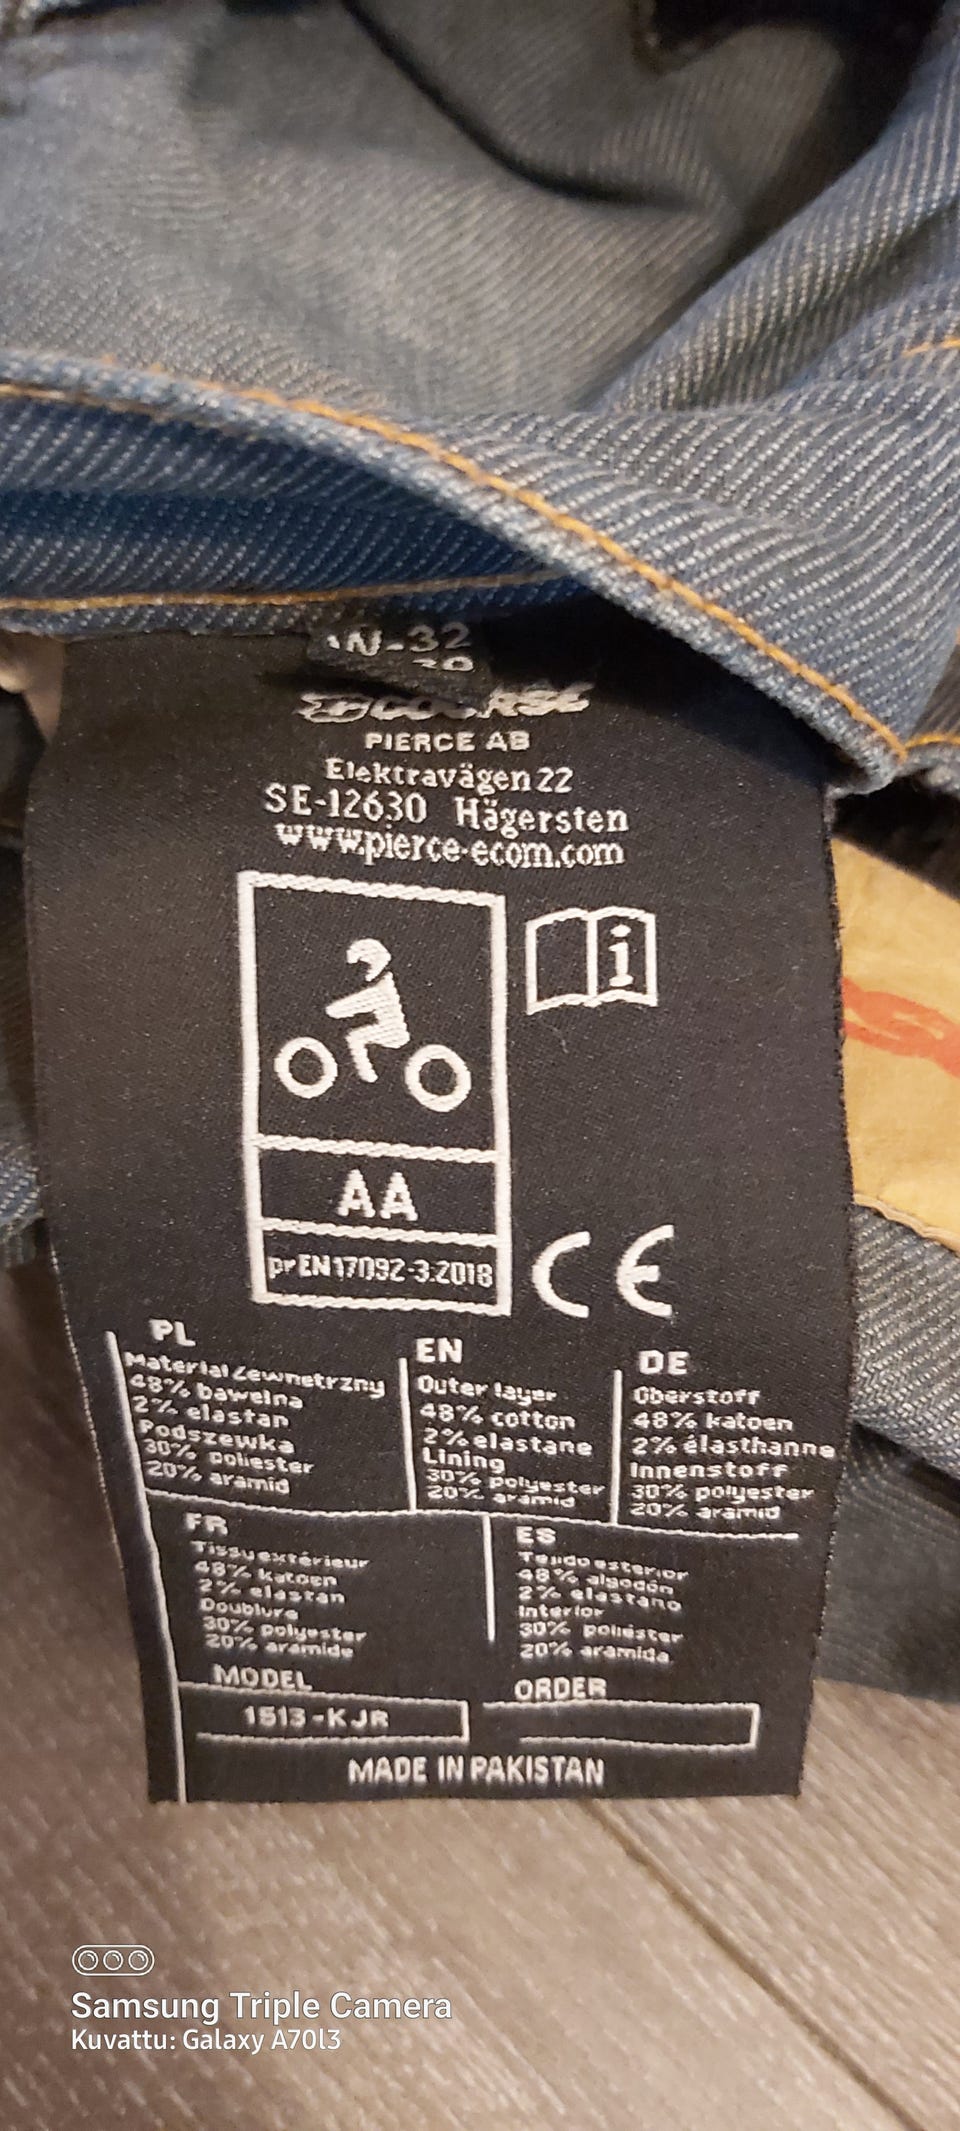 W-32
PIERCE AB
Elektravägen 22
SE-12630 Hägersten
www.pierce-ecom.com
i
AA
prEN17092-3:2018
CE
PL
Material Zewnetrzny
48% bawelna
2% elastan
Podszewka
30% poliester
20% aramid
EN
Outer layer
48% cotton
2% elastane
Lining
30% polyester
20% aramid
DE
Oberstoff
48% katoen
2% élasthanne
Innenstoff
30% polyester
20% aramid
FR
Tissu extérieur
48% katoen
2% elastan
Doublure
30% polyester
20% aramide
ES
Tejido esterior
48% algodón
2% elastano
Interior
30% poliéster
20% aramida
MODEL
1513-KJR
ORDER
MADE IN PAKISTAN
Samsung Triple Camera
Kuvattu: Galaxy A70l3